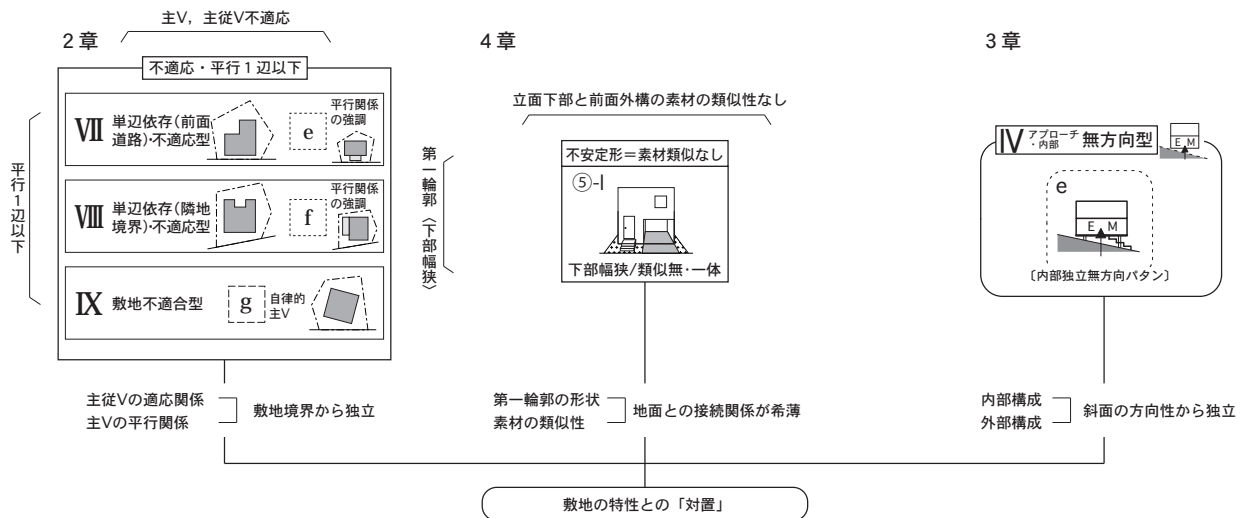 2章
主V，主従V不適応
不適応・平行1辺以下
平行1辺以下
Ⅶ 単辺依存(前面道路)・不適応型
e
平行関係の強調
Ⅷ 単辺依存(隣地境界)・不適応型
f
平行関係の強調
Ⅸ 敷地不適合型
g
自律的主V
主従Vの適応関係
主Vの平行関係
敷地境界から独立
4章
立面下部と前面外構の素材の類似性なし
第一輪郭〈下部幅狭〉
不安定形＝素材類似なし
⑤-Ⅰ
下部幅狭/類似無・一体
第一輪郭の形状
素材の類似性
地面との接続関係が希薄
3章
Ⅳ アプローチ・内部 無方向型
E M
e
E M
〔内部独立無方向パタン〕
内部構成
外部構成
斜面の方向性から独立
敷地の特性との「対置」